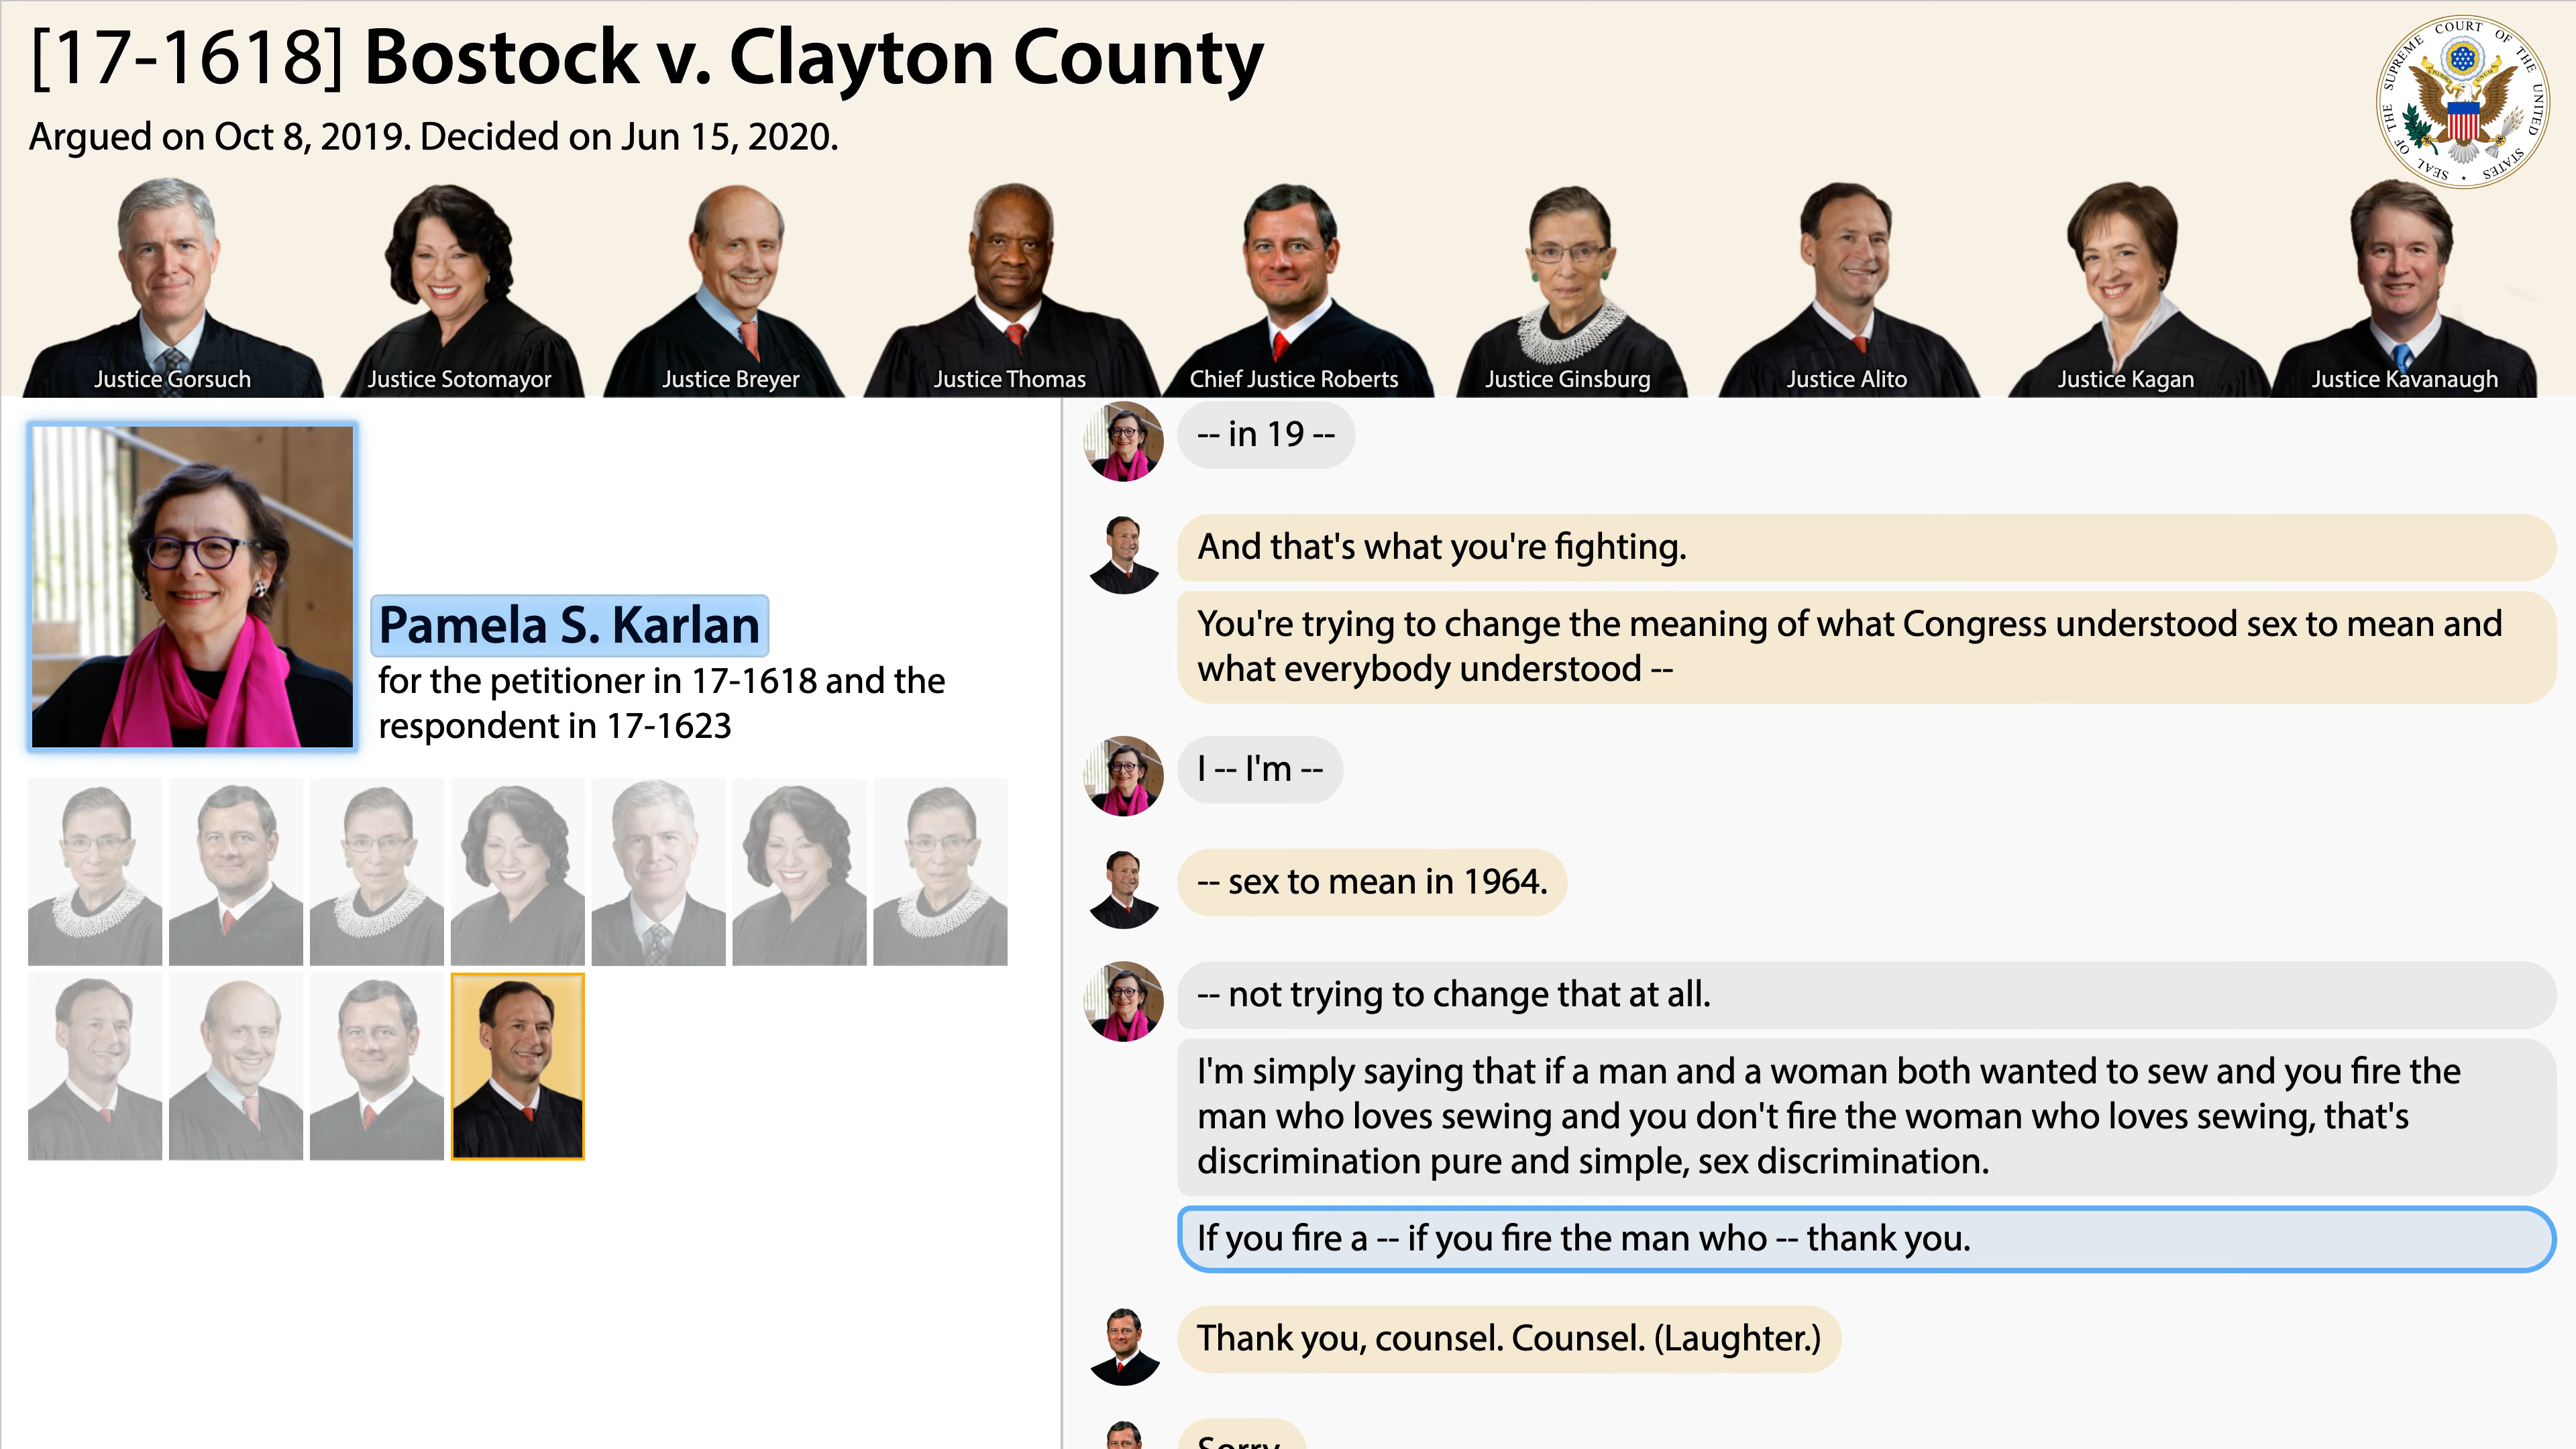 [17-1618] Bostock v. Clayton County
Argued on Oct 8, 2019. Decided on Jun 15, 2020.
SEAL OF THE SUPREME COURT OF THE UNITED STATES
Justice Gorsuch
Justice Sotomayor
Justice Breyer
Justice Thomas
Chief Justice Roberts
Justice Ginsburg
Justice Alito
Justice Kagan
Justice Kavanaugh
Pamela S. Karlan
for the petitioner in 17-1618 and the
respondent in 17-1623
-- in 19 --
And that's what you're fighting.
You're trying to change the meaning of what Congress understood sex to mean and
what everybody understood --
I -- I'm --
-- sex to mean in 1964.
-- not trying to change that at all.
I'm simply saying that if a man and a woman both wanted to sew and you fire the
man who loves sewing and you don't fire the woman who loves sewing, that's
discrimination pure and simple, sex discrimination.
If you fire a -- if you fire the man who -- thank you.
Thank you, counsel. Counsel. (Laughter.)